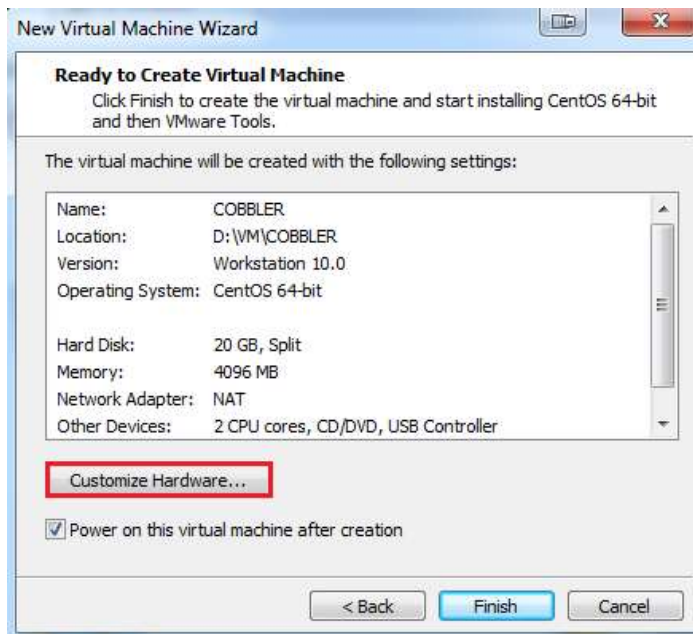 New Virtual Machine Wizard
Ready to Create Virtual Machine
Click Finish to create the virtual machine and start installing CentOS 64-bit
and then VMware Tools.
The virtual machine will be created with the following settings:
Name: COBBLER
Location: D:\VM\COBBLER
Version: Workstation 10.0
Operating System: CentOS 64-bit
Hard Disk: 20 GB, Split
Memory: 4096 MB
Network Adapter: NAT
Other Devices: 2 CPU cores, CD/DVD, USB Controller
Customize Hardware...
Power on this virtual machine after creation
< Back Finish Cancel